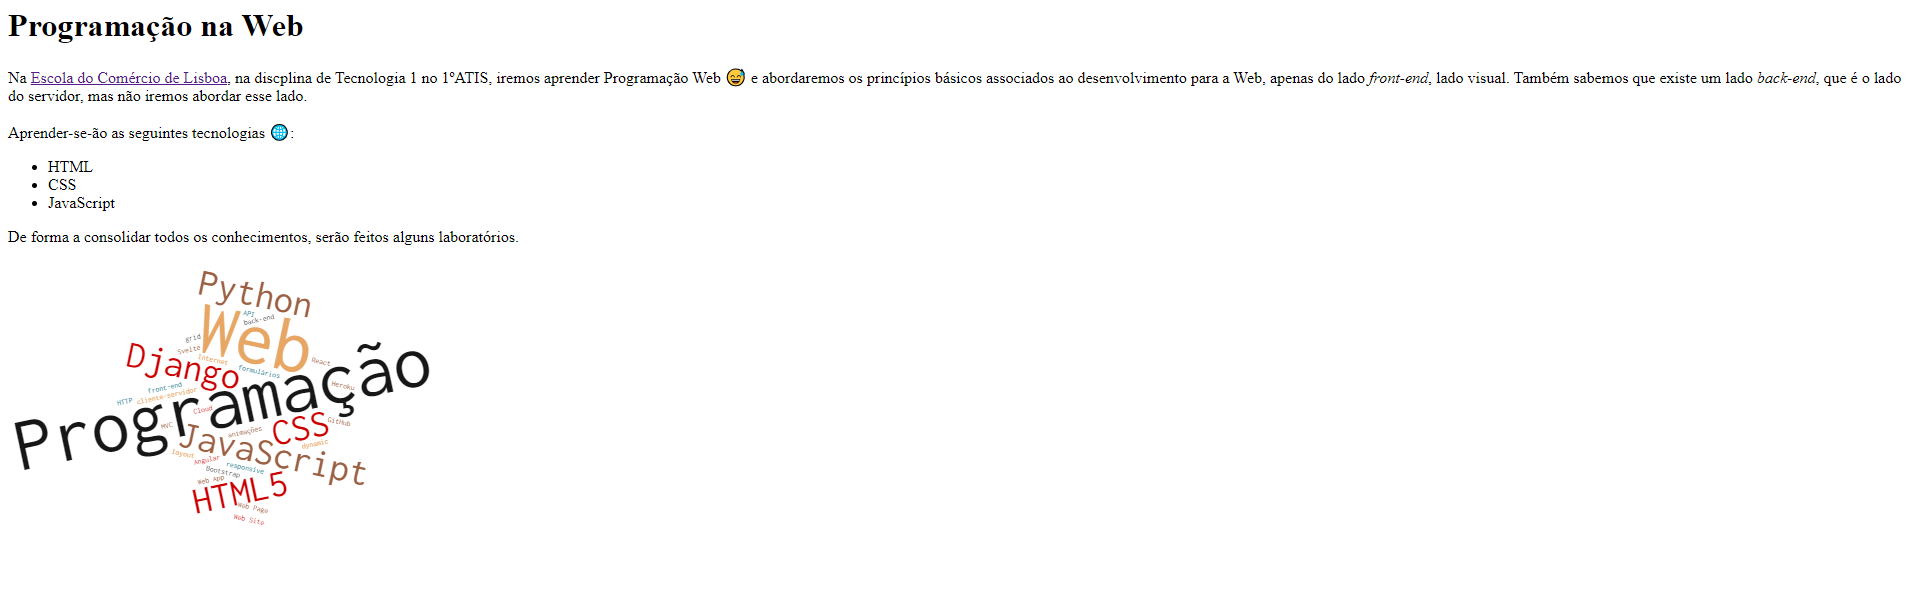 Programação na Web
Na Escola do Comércio de Lisboa, na discplina de Tecnologia 1 no 1ºATIS, iremos aprender Programação Web 😅 e abordaremos os princípios básicos associados ao desenvolvimento para a Web, apenas do lado front-end, lado visual. Também sabemos que existe um lado back-end, que é o lado
do servidor, mas não iremos abordar esse lado.
Aprender-se-ão as seguintes tecnologias 🌐:
• HTML
• CSS
• JavaScript
De forma a consolidar todos os conhecimentos, serão feitos alguns laboratórios.
Python
API
back-end
Web
grid
Svelte
Internet
React
Django
formulários
Heroku
front-end
HTTP
cliente-servidor
Programação
Cloud
MVC
animações
CSS
GitHub
JavaScript
dynamic
layout
Angular
responsive
Bootstrap
Web App
HTML5
Web Page
Web Site